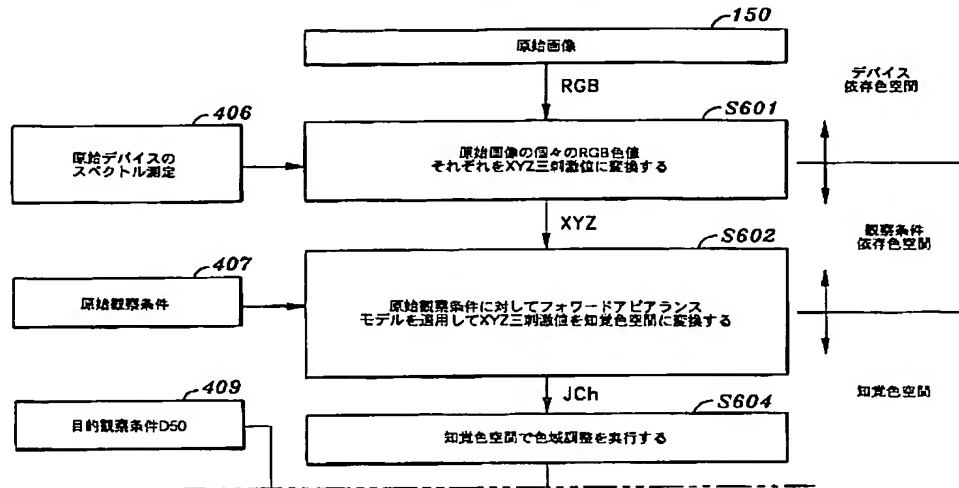 150
原始画像
RGB
デバイス
依存色空間
406
S601
原始デバイスの
スペクトル測定
原始画像の個々のRGB色値
それぞれをXYZ三刺激値に変換する
XYZ
観察条件
依存色空間
407
S602
原始観察条件
原始観察条件に対してフォワードアピアランス
モデルを適用してXYZ三刺激値を知覚色空間に変換する
JCh
知覚色空間
409
S604
目的観察条件D50
知覚色空間で色域調整を実行する